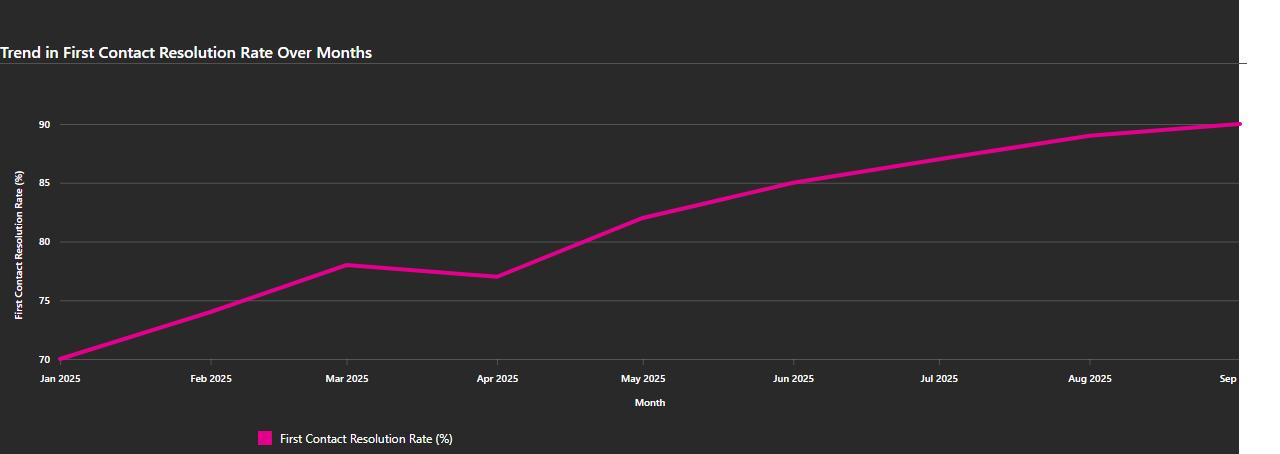 Trend in First Contact Resolution Rate Over Months
90
85
80
75
70
First Contact Resolution Rate (%)
Jan 2025 Feb 2025 Mar 2025 Apr 2025 May 2025 Jun 2025 Jul 2025 Aug 2025 Sep
Month
First Contact Resolution Rate (%)